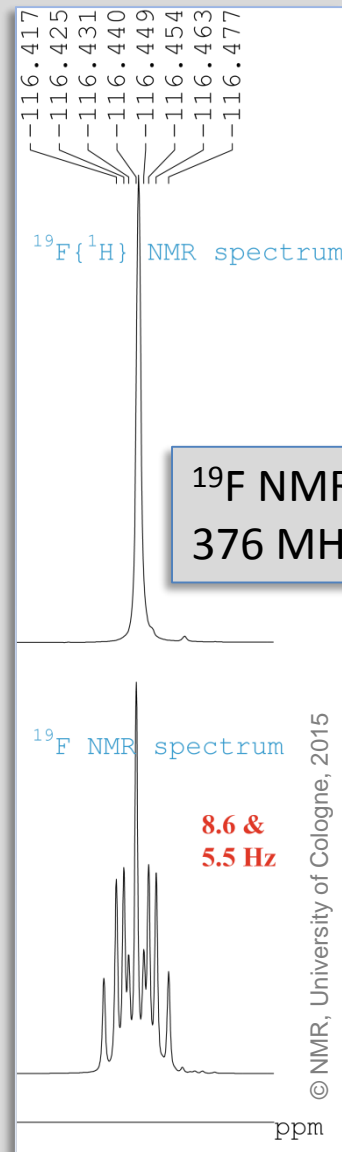 -116.417
-116.425
-116.431
-116.440
-116.449
-116.454
-116.463
-116.477
¹⁹F{¹H} NMR spectrum
¹⁹F NMR
376 MH
¹⁹F NMR spectrum
8.6 &
5.5 Hz
© NMR, University of Cologne, 2015
ppm